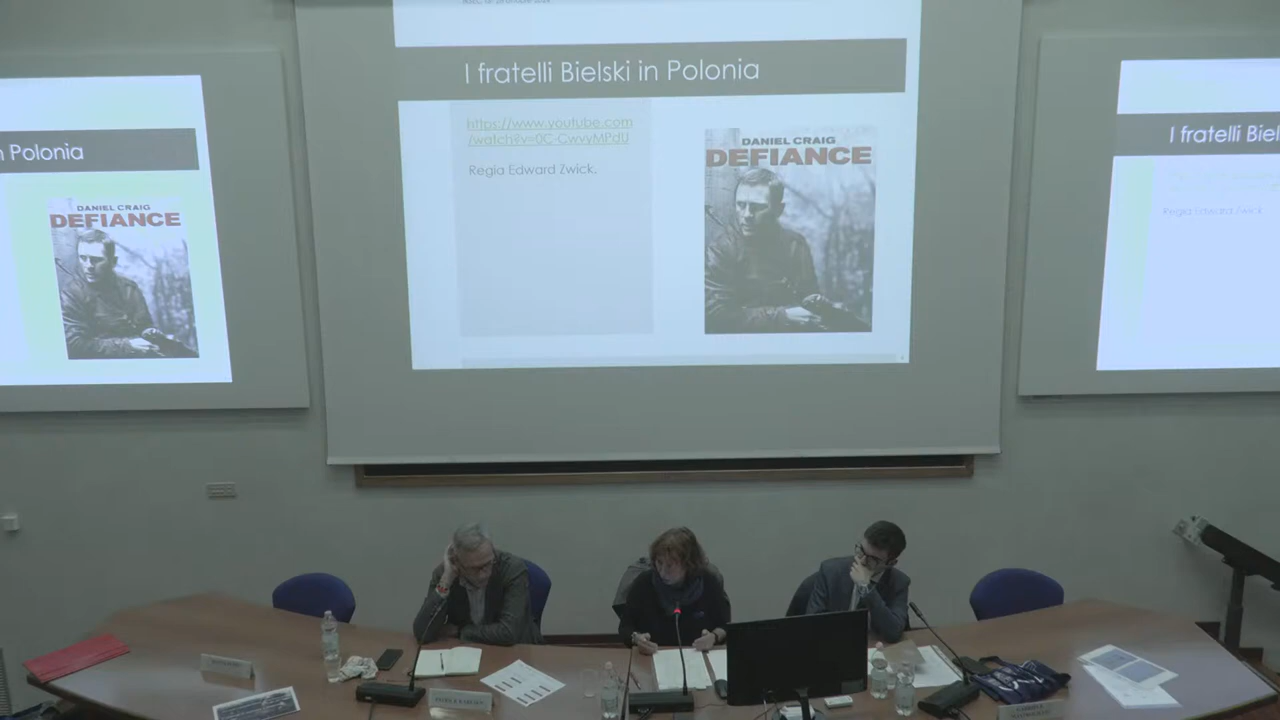 I fratelli Bielski in Polonia
https://www.youtube.com
/watch?v=0C-CwvyMPdU
Regia Edward Zwick.
DANIEL CRAIG
DEFIANCE
n Polonia
DANIEL CRAIG
DEFIANCE
I fratelli Biel
Regia Edward Zwick